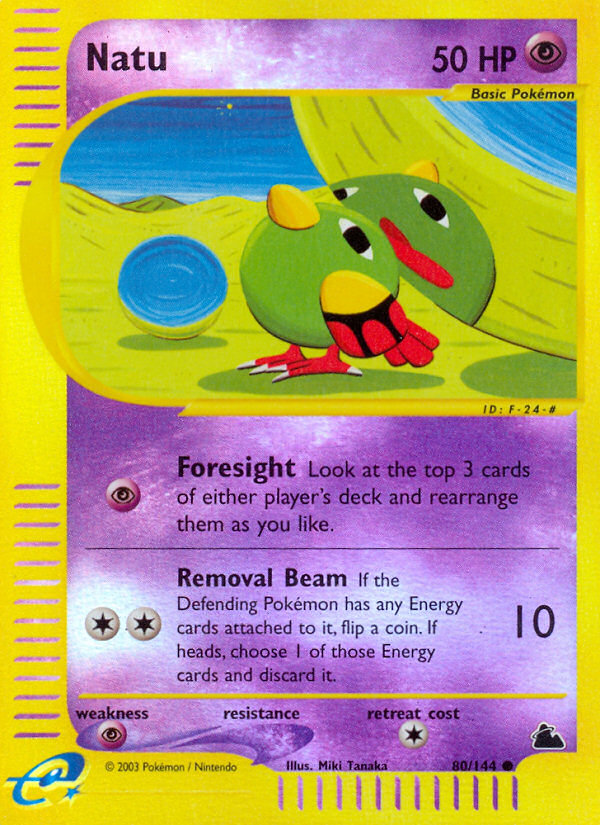 Natu
50 HP
Basic Pokémon
ID: F-24-#
Foresight Look at the top 3 cards
of either player's deck and rearrange
them as you like.
Removal Beam If the
Defending Pokémon has any Energy
cards attached to it, flip a coin. If
heads, choose 1 of those Energy
cards and discard it.
10
weakness resistance retreat cost
© 2003 Pokémon / Nintendo Illus. Miki Tanaka 80/144
e